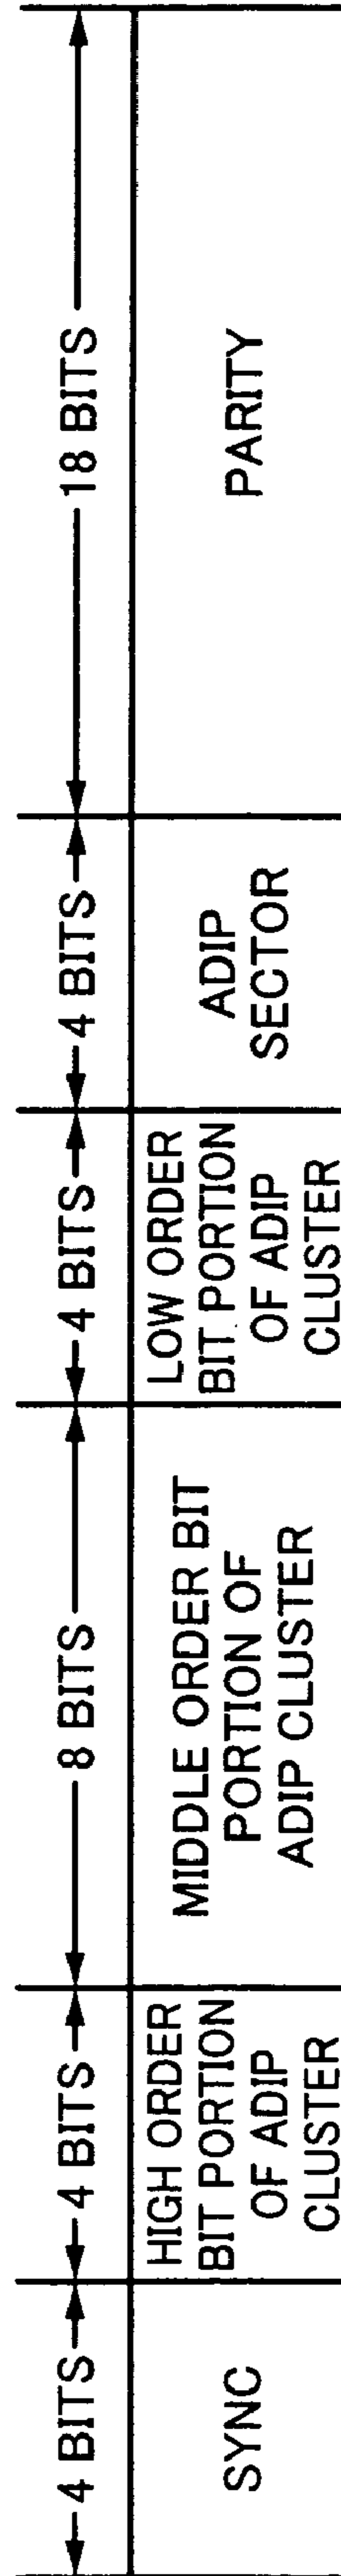 4 BITS
4 BITS
8 BITS
4 BITS
4 BITS
18 BITS
SYNC
HIGH ORDER
BIT PORTION
OF ADIP
CLUSTER
MIDDLE ORDER BIT
PORTION OF
ADIP CLUSTER
LOW ORDER
BIT PORTION
OF ADIP
CLUSTER
ADIP
SECTOR
PARITY